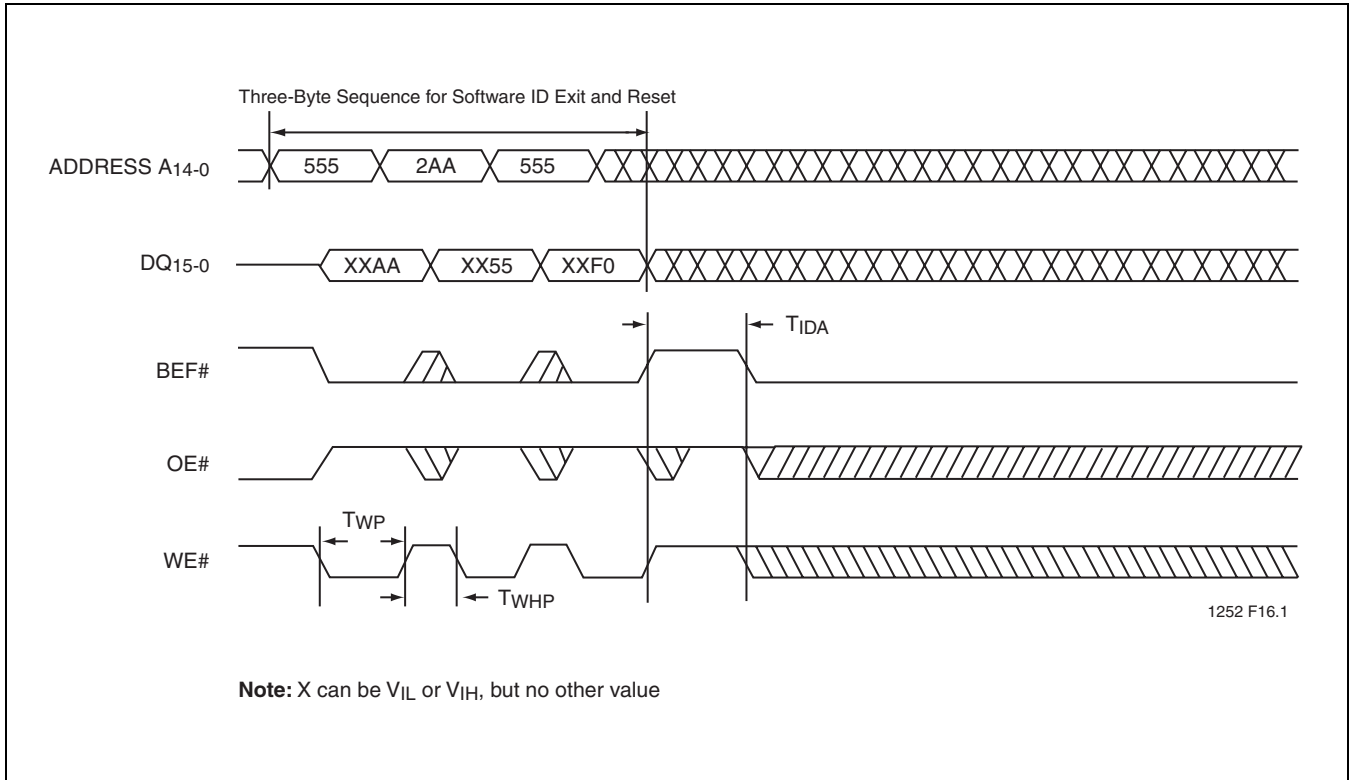 Three-Byte Sequence for Software ID Exit and Reset
ADDRESS A14-0
555
2AA
555
DQ15-0
XXAA
XX55
XXF0
TIDA
BEF#
OE#
TWP
WE#
TWHP
1252 F16.1
Note: X can be VIL or VIH, but no other value